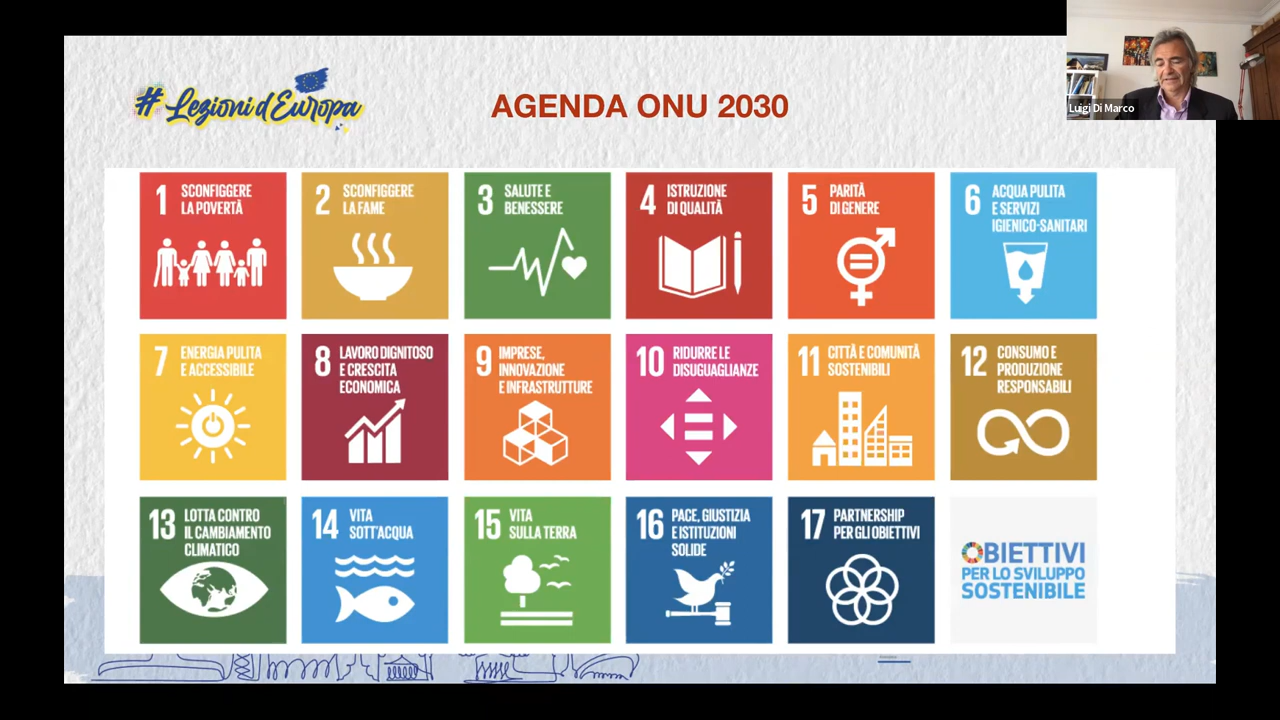 #Lezioni d'Europa
AGENDA ONU 2030
Luigi Di Marco
1 SCONFIGGERE
LA POVERTÀ
2 SCONFIGGERE
LA FAME
3 SALUTE E
BENESSERE
4 ISTRUZIONE
DI QUALITÀ
5 PARITÀ
DI GENERE
6 ACQUA PULITA
E SERVIZI
IGIENICO-SANITARI
7 ENERGIA PULITA
E ACCESSIBILE
8 LAVORO DIGNITOSO
E CRESCITA
ECONOMICA
9 IMPRESE,
INNOVAZIONE
E INFRASTRUTTURE
10 RIDURRE LE
DISUGUAGLIANZE
11 CITTÀ E COMUNITÀ
SOSTENIBILI
12 CONSUMO E
PRODUZIONE
RESPONSABILI
13 LOTTA CONTRO
IL CAMBIAMENTO
CLIMATICO
14 VITA
SOTT'ACQUA
15 VITA
SULLA TERRA
16 PACE, GIUSTIZIA
E ISTITUZIONI
SOLIDE
17 PARTNERSHIP
PER GLI OBIETTIVI
OBIETTIVI
PER LO SVILUPPO
SOSTENIBILE